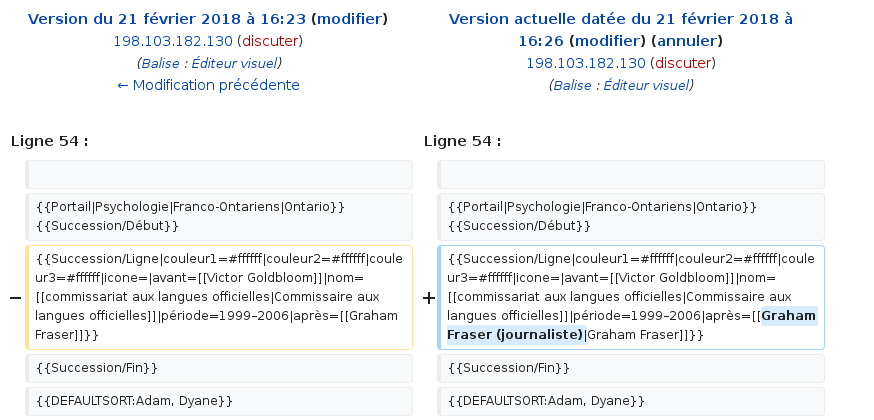 Version du 21 février 2018 à 16:23 (modifier)
198.103.182.130 (discuter)
(Balise : Éditeur visuel)
← Modification précédente
Version actuelle datée du 21 février 2018 à
16:26 (modifier) (annuler)
198.103.182.130 (discuter)
(Balise : Éditeur visuel)
Ligne 54 :
Ligne 54 :
{{Portail|Psychologie|Franco-Ontariens|Ontario}}
{{Succession/Début}}
{{Portail|Psychologie|Franco-Ontariens|Ontario}}
{{Succession/Début}}
−
{{Succession/Ligne|couleur1=#ffffff|couleur2=#ffffff|coule
ur3=#ffffff|icone=|avant=[[Victor Goldbloom]]|nom=
[[commissariat aux langues officielles|Commissaire aux
langues officielles]]|période=1999–2006|après=[[Graham
Fraser]]}}
+
{{Succession/Ligne|couleur1=#ffffff|couleur2=#ffffff|coule
ur3=#ffffff|icone=|avant=[[Victor Goldbloom]]|nom=
[[commissariat aux langues officielles|Commissaire aux
langues officielles]]|période=1999–2006|après=[[Graham
Fraser (journaliste)|Graham Fraser]]}}
{{Succession/Fin}}
{{Succession/Fin}}
{{DEFAULTSORT:Adam, Dyane}}
{{DEFAULTSORT:Adam, Dyane}}